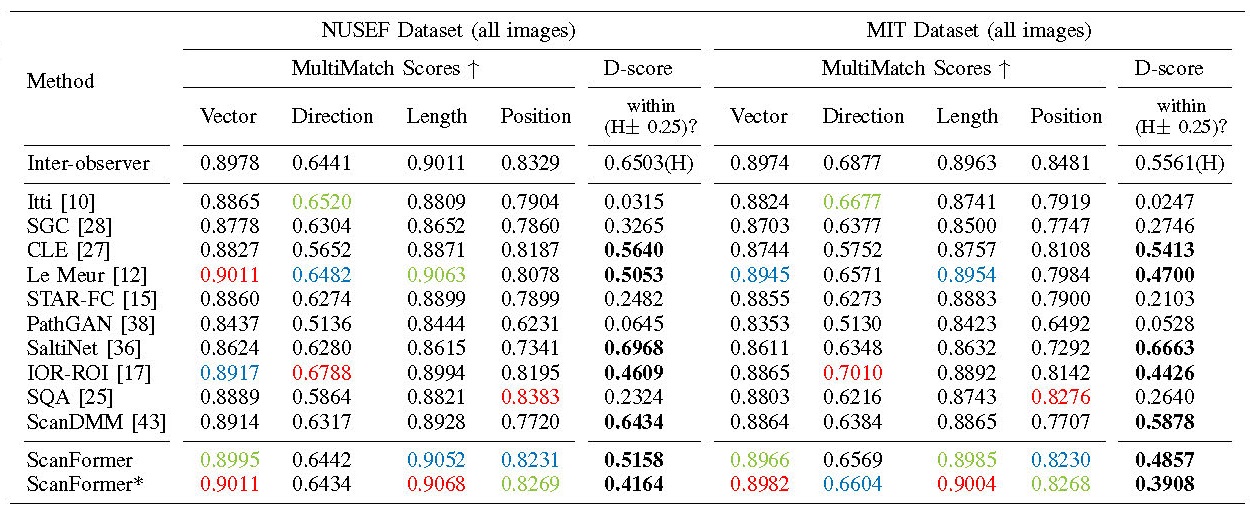 NUSEF Dataset (all images) MIT Dataset (all images)
Method MultiMatch Scores ↑ D-score MultiMatch Scores ↑ D-score
Vector Direction Length Position within (H± 0.25)? Vector Direction Length Position within (H± 0.25)?
Inter-observer 0.8978 0.6441 0.9011 0.8329 0.6503(H) 0.8974 0.6877 0.8963 0.8481 0.5561(H)
Itti [10] 0.8865 0.6520 0.8809 0.7904 0.0315 0.8824 0.6677 0.8741 0.7919 0.0247
SGC [28] 0.8778 0.6304 0.8652 0.7860 0.3265 0.8703 0.6377 0.8500 0.7747 0.2746
CLE [27] 0.8827 0.5652 0.8871 0.8187 0.5640 0.8744 0.5752 0.8757 0.8108 0.5413
Le Meur [12] 0.9011 0.6482 0.9063 0.8078 0.5053 0.8945 0.6571 0.8954 0.7984 0.4700
STAR-FC [15] 0.8860 0.6274 0.8899 0.7899 0.2482 0.8855 0.6273 0.8883 0.7900 0.2103
PathGAN [38] 0.8437 0.5136 0.8444 0.6231 0.0645 0.8353 0.5130 0.8423 0.6492 0.0528
SaltiNet [36] 0.8624 0.6280 0.8615 0.7341 0.6968 0.8611 0.6348 0.8632 0.7292 0.6663
IOR-ROI [17] 0.8917 0.6788 0.8994 0.8195 0.4609 0.8865 0.7010 0.8892 0.8142 0.4426
SQA [25] 0.8889 0.5864 0.8821 0.8383 0.2324 0.8803 0.6216 0.8743 0.8276 0.2640
ScanDMM [43] 0.8914 0.6317 0.8928 0.7720 0.6434 0.8864 0.6384 0.8865 0.7707 0.5878
ScanFormer 0.8995 0.6442 0.9052 0.8231 0.5158 0.8966 0.6569 0.8985 0.8230 0.4857
ScanFormer* 0.9011 0.6434 0.9068 0.8269 0.4164 0.8982 0.6604 0.9004 0.8268 0.3908